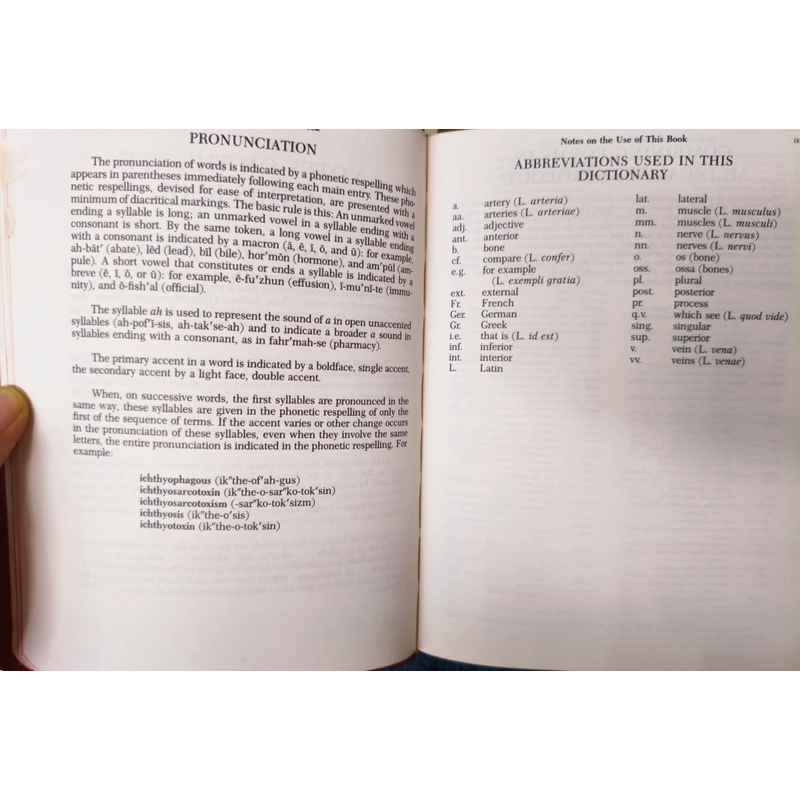 PRONUNCIATION
The pronunciation of words is indicated by a phonetic respelling which
appears in parentheses immediately following each main entry. These pho-
netic respellings, devised for ease of interpretation, are presented with a
minimum of diacritical markings. The basic rule is this: An unmarked vowel
ending a syllable is long; an unmarked vowel in a syllable ending with a
consonant is short. By the same token, a long vowel in a syllable ending
with a consonant is indicated by a macron (ā, ē, ī, ō, and ū): for example,
ah-bāt′ (abate), lēd (lead), bīl (bile), hor′mōn (hormone), and am′pūl (am-
pule). A short vowel that constitutes or ends a syllable is indicated by a
breve (ĕ, ĭ, ŏ, or ŭ): for example, ĕ-fu′zhun (effusion), ĭ-mu′nĭ-te (immu-
nity), and ŏ-fish′al (official).
The syllable ah is used to represent the sound of a in open unaccented
syllables (ah-pof″ĭ-sis, ah-tak′se-ah) and to indicate a broader a sound in
syllables ending with a consonant, as in fahr′mah-se (pharmacy).
The primary accent in a word is indicated by a boldface, single accent,
the secondary accent by a light face, double accent.
When, on successive words, the first syllables are pronounced in the
same way, these syllables are given in the phonetic respelling of only the
first of the sequence of terms. If the accent varies or other change occurs
in the pronunciation of these syllables, even when they involve the same
letters, the entire pronunciation is indicated in the phonetic respelling. For
example:
ichthyophagous (ik″the-of′ah-gus)
ichthyosarcotoxin (ik″the-o-sar″ko-tok′sin)
ichthyosarcotoxism (-sar″ko-tok′sizm)
ichthyosis (ik″the-o′sis)
ichthyotoxin (ik″the-o-tok′sin)
Notes on the Use of This Book ix
ABBREVIATIONS USED IN THIS
DICTIONARY
a. artery (L. arteria)
aa. arteries (L. arteriae)
adj. adjective
ant. anterior
b. bone
cf. compare (L. confer)
e.g. for example
(L. exempli gratia)
ext. external
Fr. French
Ger. German
Gr. Greek
i.e. that is (L. id est)
inf. inferior
int. interior
L. Latin
lat. lateral
m. muscle (L. musculus)
mm. muscles (L. musculi)
n. nerve (L. nervus)
nn. nerves (L. nervi)
o. os (bone)
oss. ossa (bones)
pl. plural
post. posterior
pr. process
q.v. which see (L. quod vide)
sing. singular
sup. superior
v. vein (L. vena)
vv. veins (L. venae)